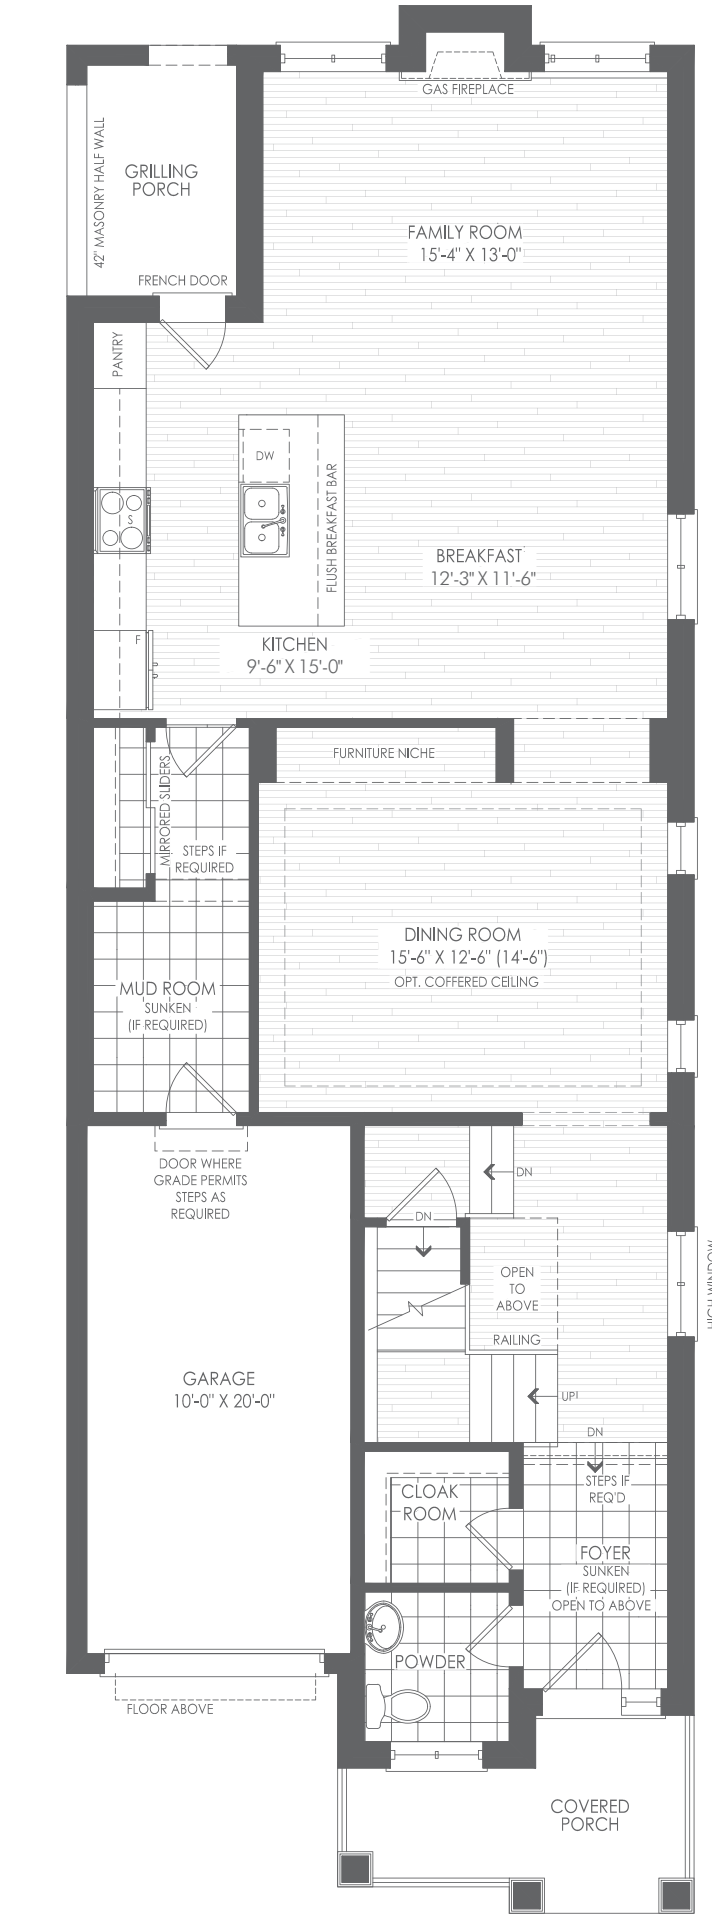 GAS FIREPLACE
42" MASONRY HALF WALL
GRILLING
PORCH
FAMILY ROOM
15'-4" X 13'-0"
FRENCH DOOR
PANTRY
DW
FLUSH BREAKFAST BAR
S
BREAKFAST
12'-3" X 11'-6"
F
KITCHEN
9'-6" X 15'-0"
FURNITURE NICHE
MIRRORED SLIDERS
STEPS IF
REQUIRED
DINING ROOM
15'-6" X 12'-6" (14'-6")
OPT. COFFERED CEILING
MUD ROOM
SUNKEN
(IF REQUIRED)
DOOR WHERE
GRADE PERMITS
STEPS AS
REQUIRED
DN
DN
OPEN
TO
ABOVE
RAILING
HIGH WINDOW
GARAGE
10'-0" X 20'-0"
UP
DN
STEPS IF
REQ'D
CLOAK
ROOM
FOYER
SUNKEN
(IF REQUIRED)
OPEN TO ABOVE
POWDER
FLOOR ABOVE
COVERED
PORCH